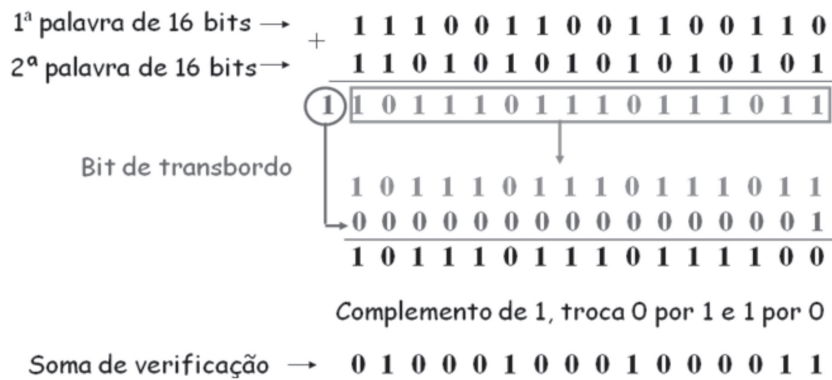 1ª palavra de 16 bits → 1 1 1 0 0 1 1 0 0 1 1 0 0 1 1 0
+
2ª palavra de 16 bits → 1 1 0 1 0 1 0 1 0 1 0 1 0 1 0 1
1 1 0 1 1 1 0 1 1 1 0 1 1 1 0 1 1
Bit de transbordo
1 0 1 1 1 0 1 1 1 0 1 1 1 0 1 1
0 0 0 0 0 0 0 0 0 0 0 0 0 0 0 1
1 0 1 1 1 0 1 1 1 0 1 1 1 1 0 0
Complemento de 1, troca 0 por 1 e 1 por 0
Soma de verificação → 0 1 0 0 0 1 0 0 0 1 0 0 0 0 1 1